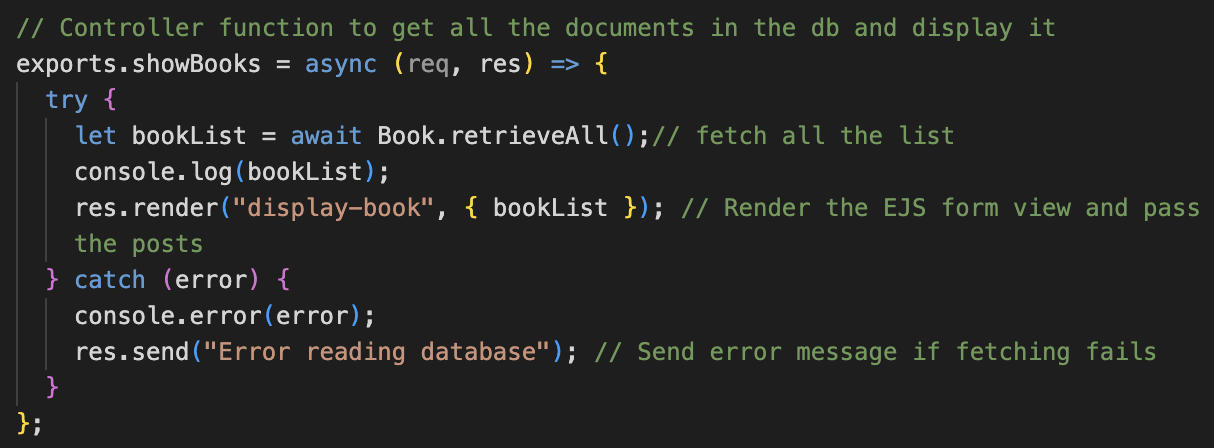 // Controller function to get all the documents in the db and display it
exports.showBooks = async (req, res) => {
  try {
    let bookList = await Book.retrieveAll();// fetch all the list
    console.log(bookList);
    res.render("display-book", { bookList }); // Render the EJS form view and pass
    the posts
  } catch (error) {
    console.error(error);
    res.send("Error reading database"); // Send error message if fetching fails
  }
};